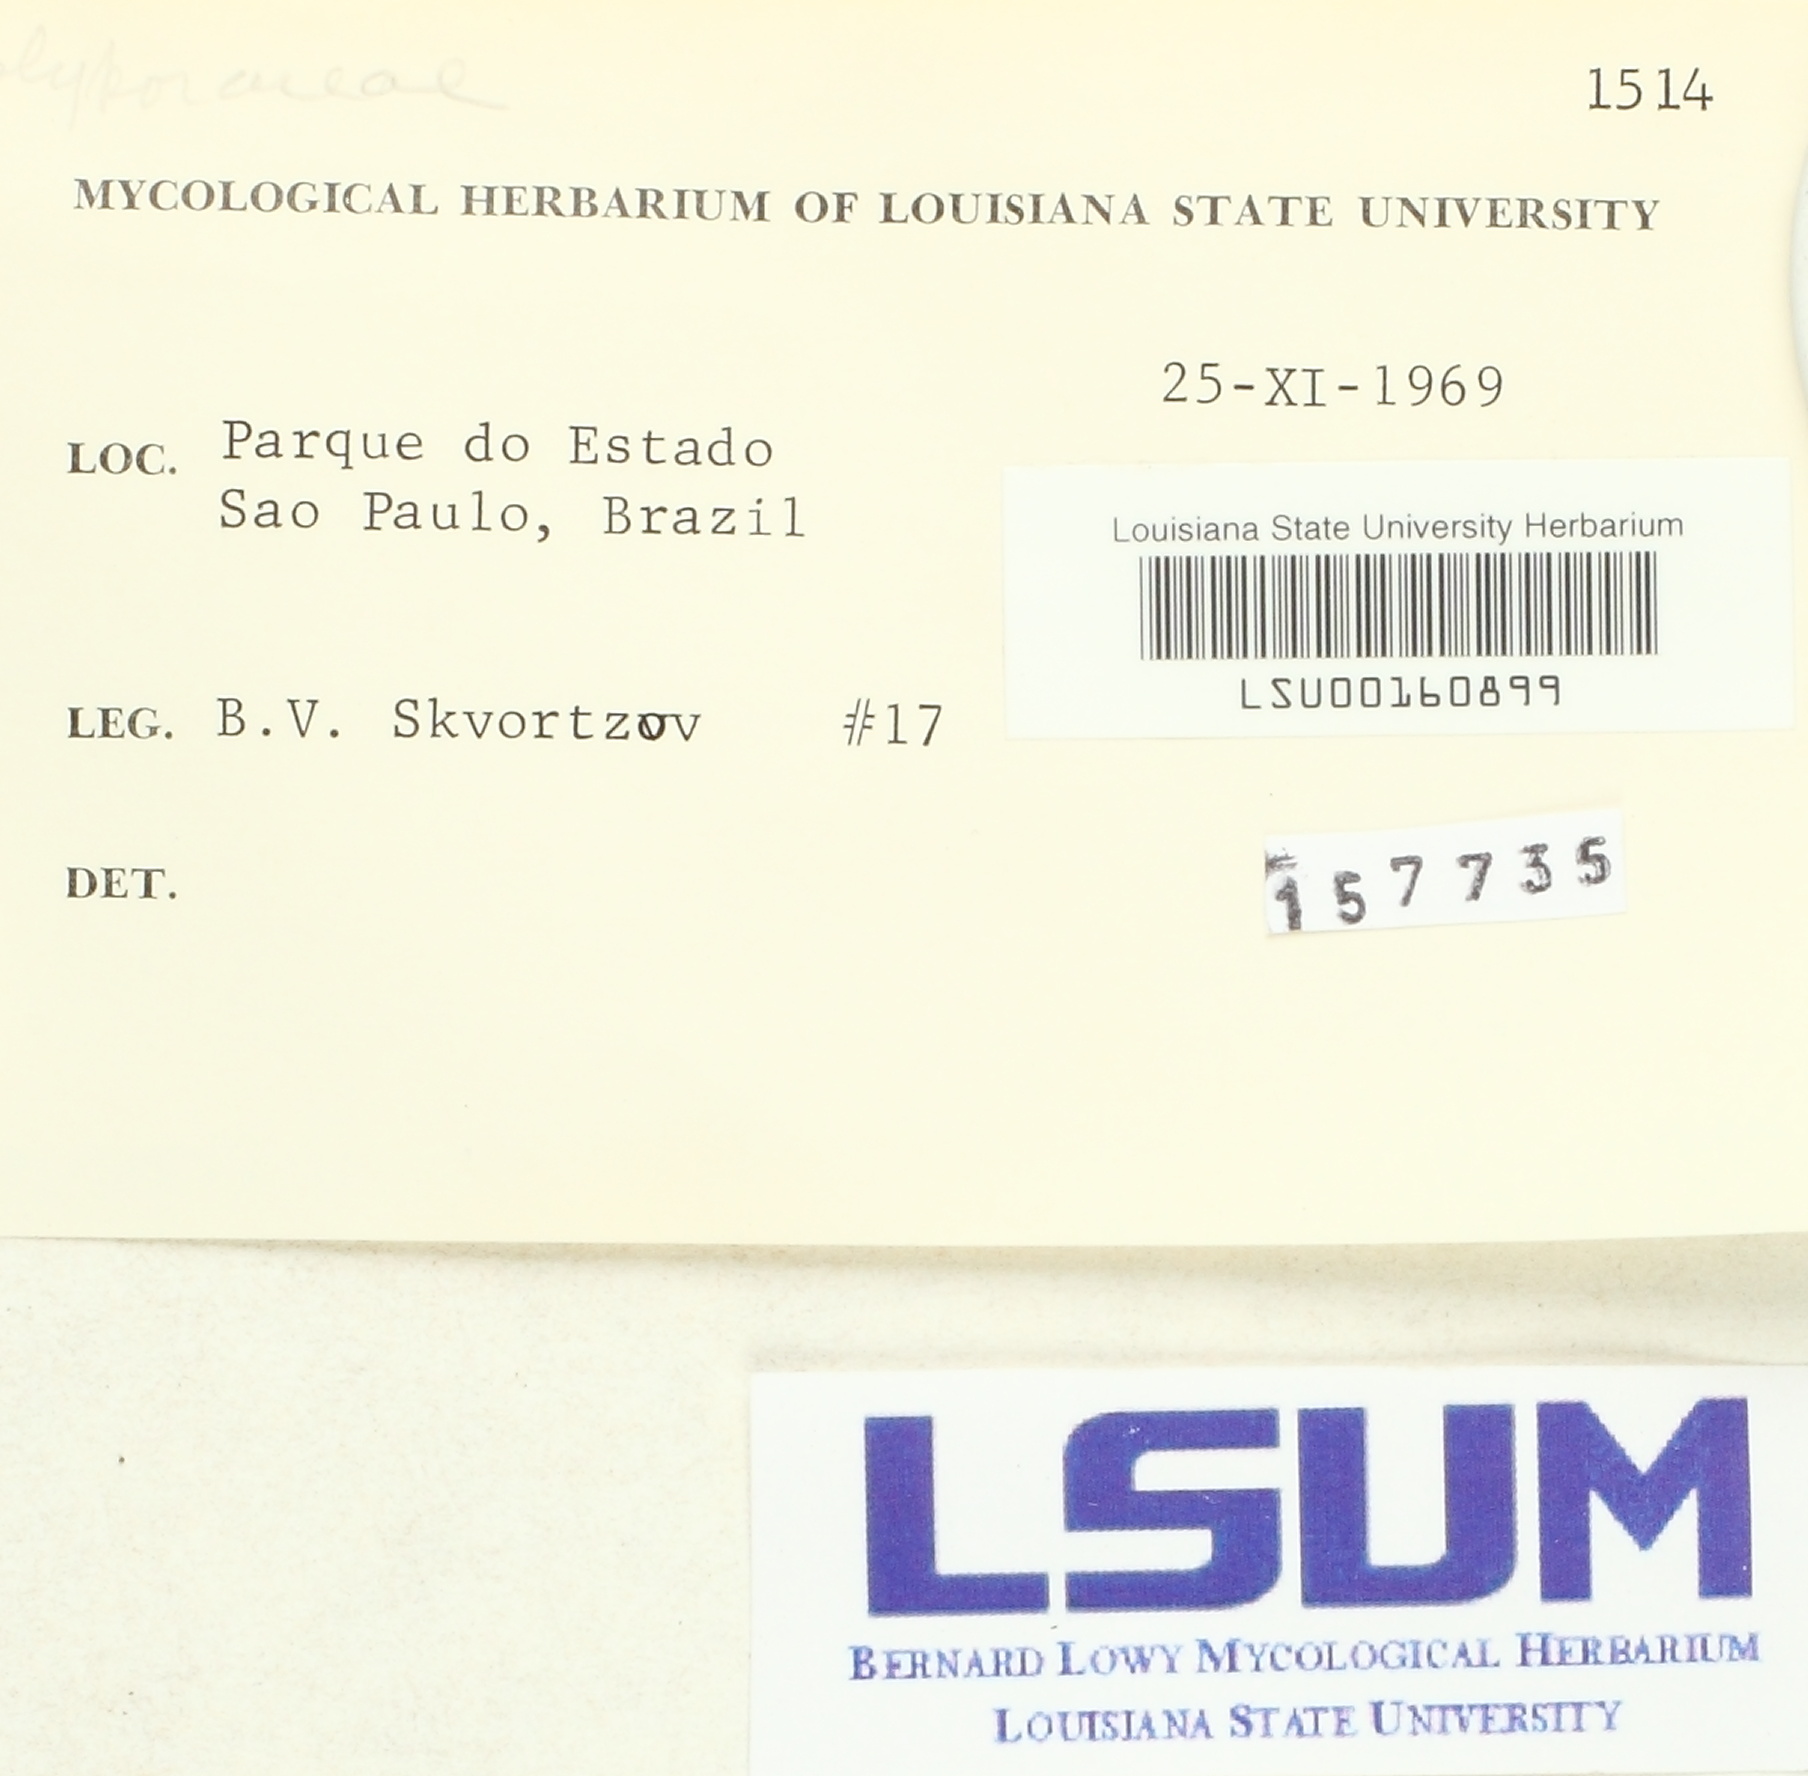 1514
MYCOLOGICAL HERBARIUM OF LOUISIANA STATE UNIVERSITY
25-XI-1969
LOC. Parque do Estado
Sao Paulo, Brazil
Louisiana State University Herbarium
LSU00160899
LEG. B.V. Skvortzov #17
157735
DET.
LSUM
BERNARD LOWY MYCOLOGICAL HERBARIUM
LOUISIANA STATE UNIVERSITY